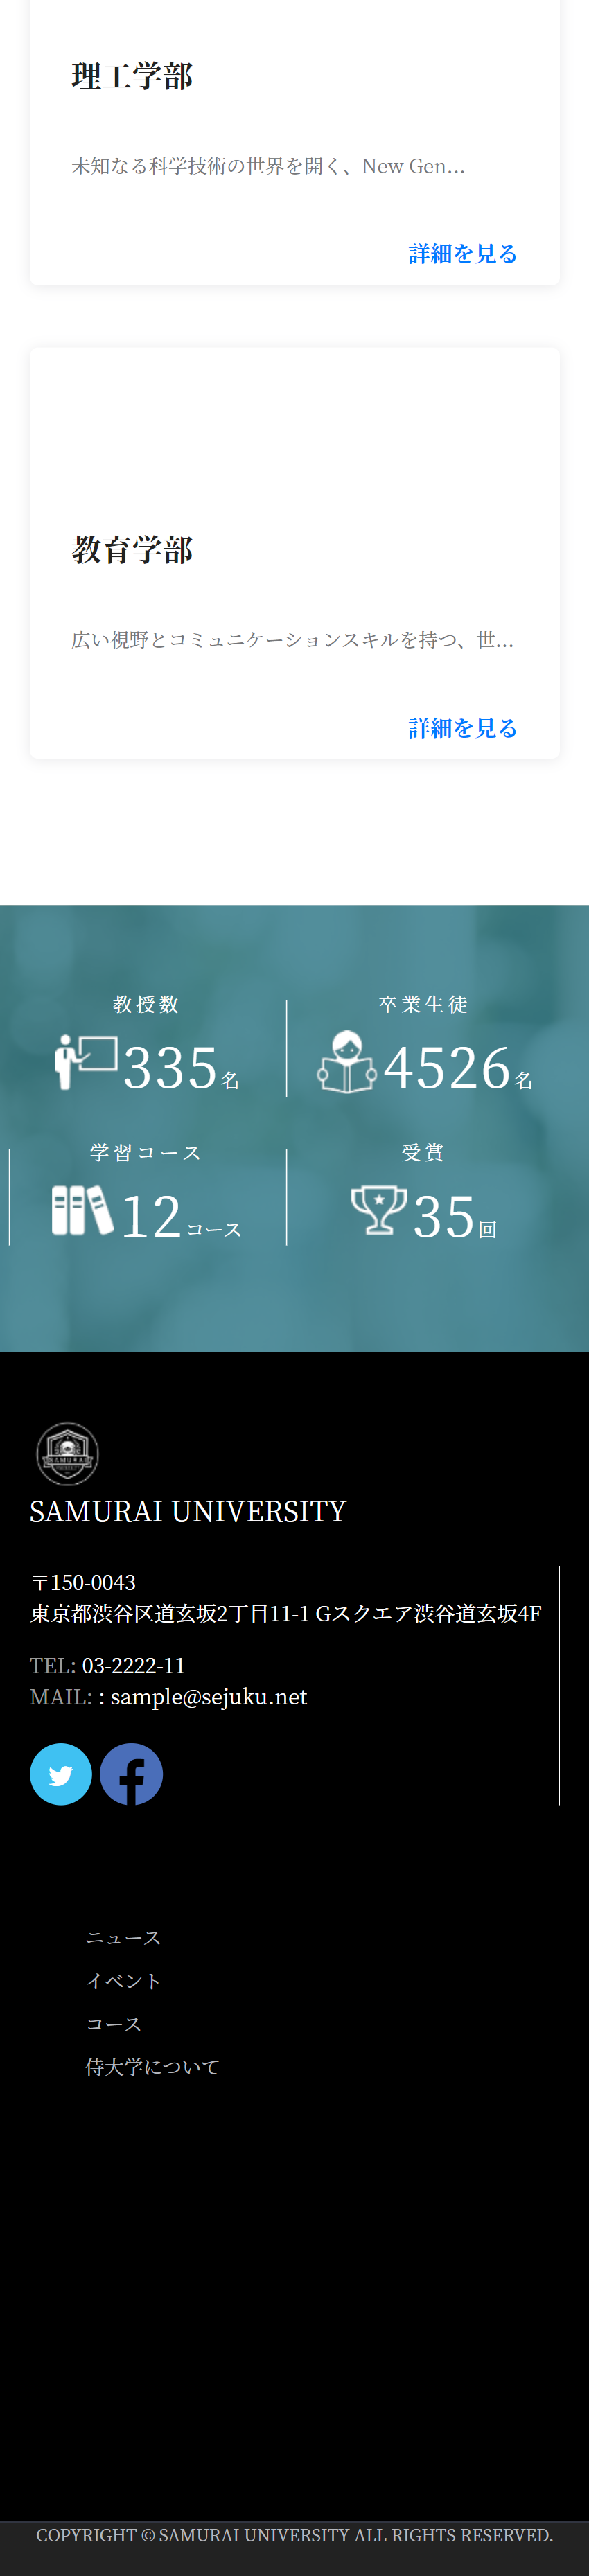 理工学部
未知なる科学技術の世界を開く、New Gen...
詳細を見る
教育学部
広い視野とコミュニケーションスキルを持つ、世...
詳細を見る
教授数
335名
卒業生徒
4526名
学習コース
12コース
受賞
35回
SAMURAI
SAMURAI UNIVERSITY
〒150-0043
東京都渋谷区道玄坂2丁目11-1 Gスクエア渋谷道玄坂4F
TEL: 03-2222-11
MAIL: : sample@sejuku.net
ニュース
イベント
コース
侍大学について
COPYRIGHT © SAMURAI UNIVERSITY ALL RIGHTS RESERVED.